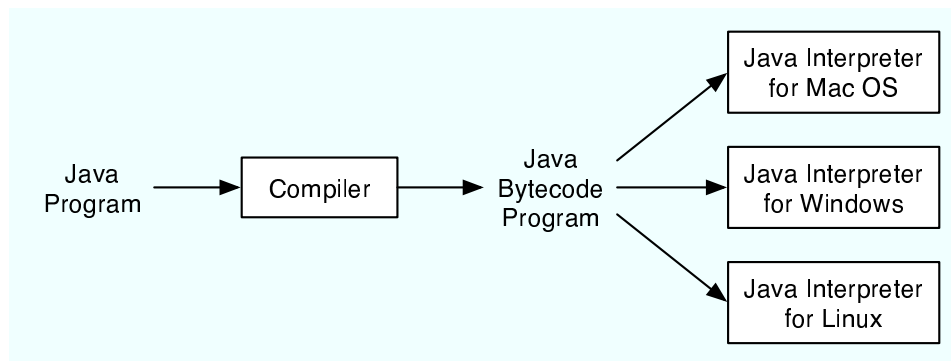 Java
Program
Compiler
Java
Bytecode
Program
Java Interpreter
for Mac OS
Java Interpreter
for Windows
Java Interpreter
for Linux